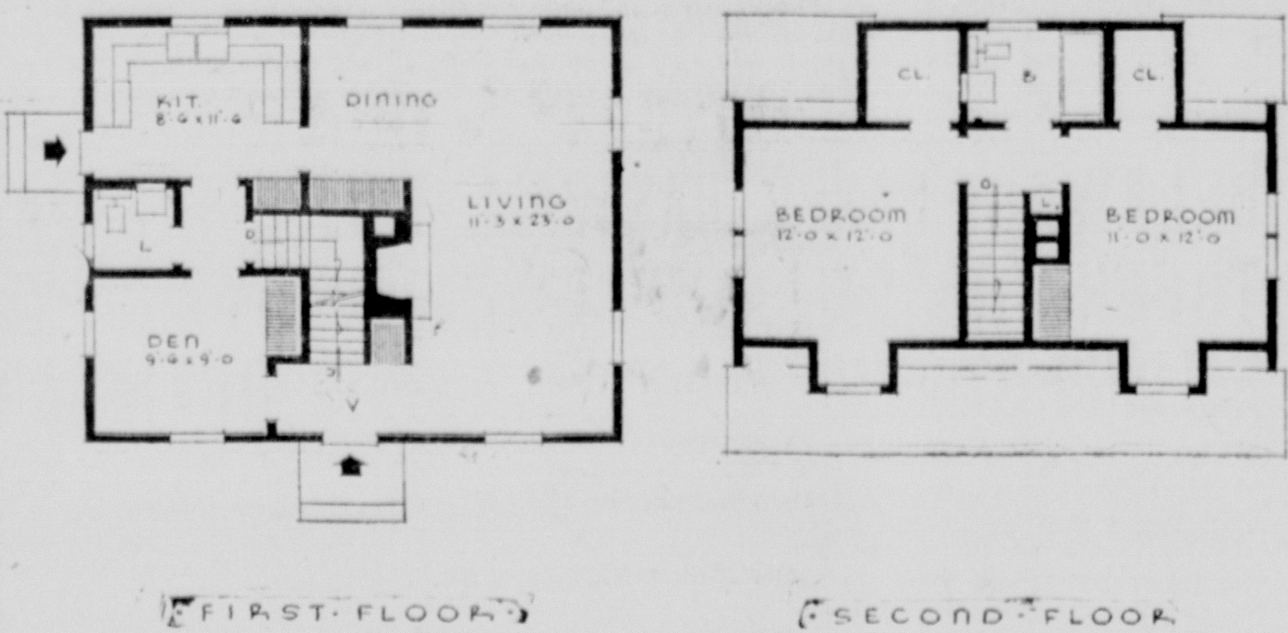 KIT.
8'-6 x 11'-6
DINING
LIVING
11'-3 x 23'-0
L
D
DEN
9'-6 x 9'-0
V
FIRST · FLOOR
CL.
B
CL.
D
L.
BEDROOM
12'-0 x 12'-0
BEDROOM
11'-0 x 12'-0
SECOND · FLOOR